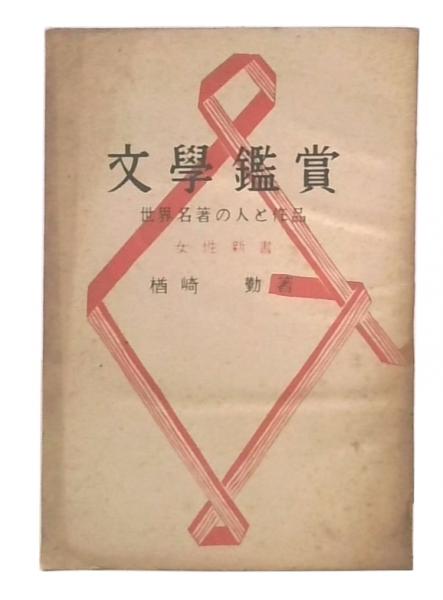 文學鑑賞
世界名著の人と作品
女性新書
楢崎 勤著